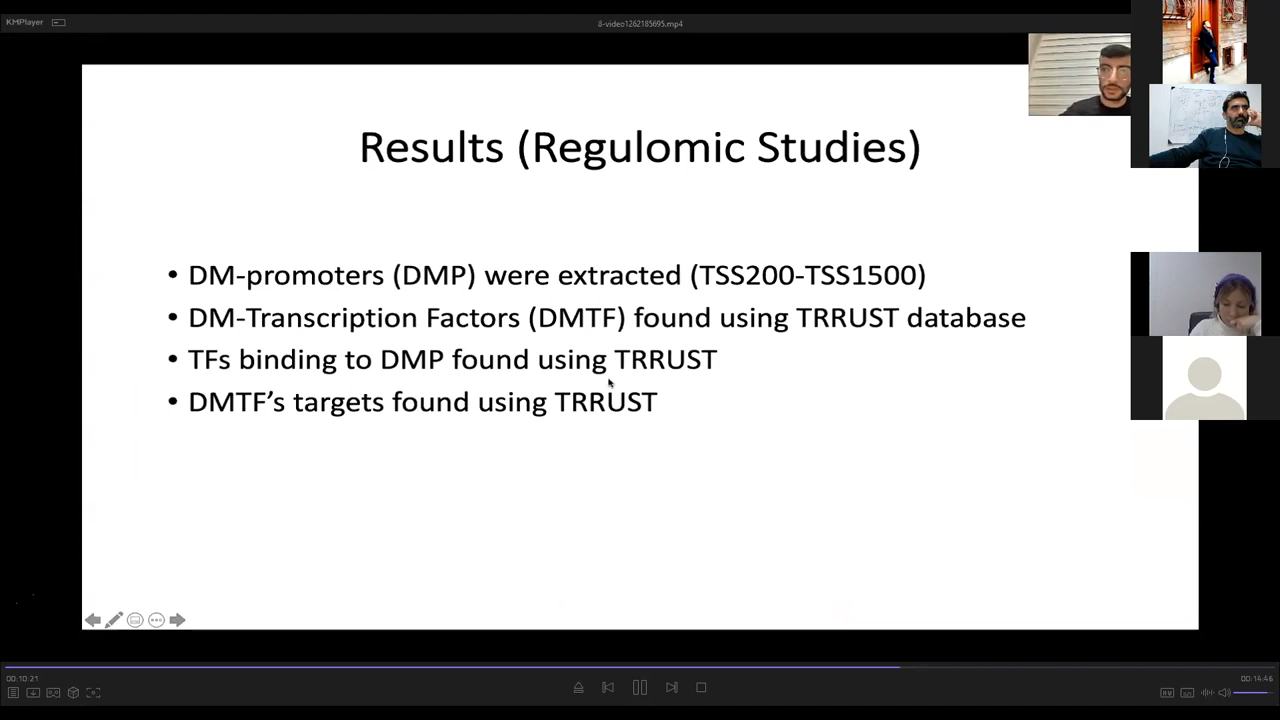 KMPlayer
8-video1262185695.mp4
Results (Regulomic Studies)
• DM-promoters (DMP) were extracted (TSS200-TSS1500)
• DM-Transcription Factors (DMTF) found using TRRUST database
• TFs binding to DMP found using TRRUST
• DMTF’s targets found using TRRUST
00:10:21
00:14:46